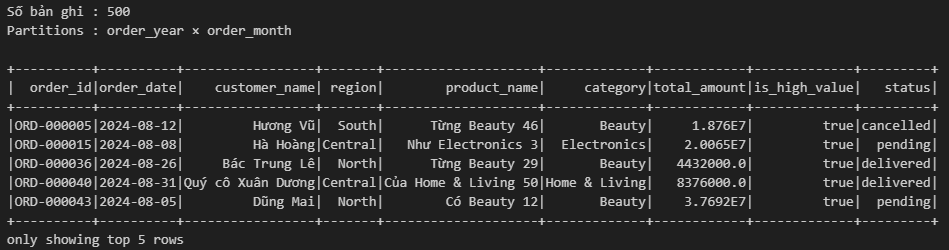 Số bản ghi : 500
Partitions : order_year × order_month
+----------+----------+-----------------+-------+--------------------+-------------+------------+-------------+---------+
|  order_id|order_date|    customer_name| region|        product_name|     category|total_amount|is_high_value|   status|
+----------+----------+-----------------+-------+--------------------+-------------+------------+-------------+---------+
|ORD-000005|2024-08-12|         Hương Vũ|  South|      Từng Beauty 46|       Beauty|     1.876E7|         true|cancelled|
|ORD-000015|2024-08-08|         Hà Hoàng|Central|   Như Electronics 3|  Electronics|    2.0065E7|         true|  pending|
|ORD-000036|2024-08-26|     Bác Trung Lê|  North|      Từng Beauty 29|       Beauty|   4432000.0|         true|delivered|
|ORD-000040|2024-08-31|Quý cô Xuân Dương|Central|Của Home & Living 50|Home & Living|   8376000.0|         true|delivered|
|ORD-000043|2024-08-05|         Dũng Mai|  North|        Có Beauty 12|       Beauty|    3.7692E7|         true|  pending|
+----------+----------+-----------------+-------+--------------------+-------------+------------+-------------+---------+
only showing top 5 rows